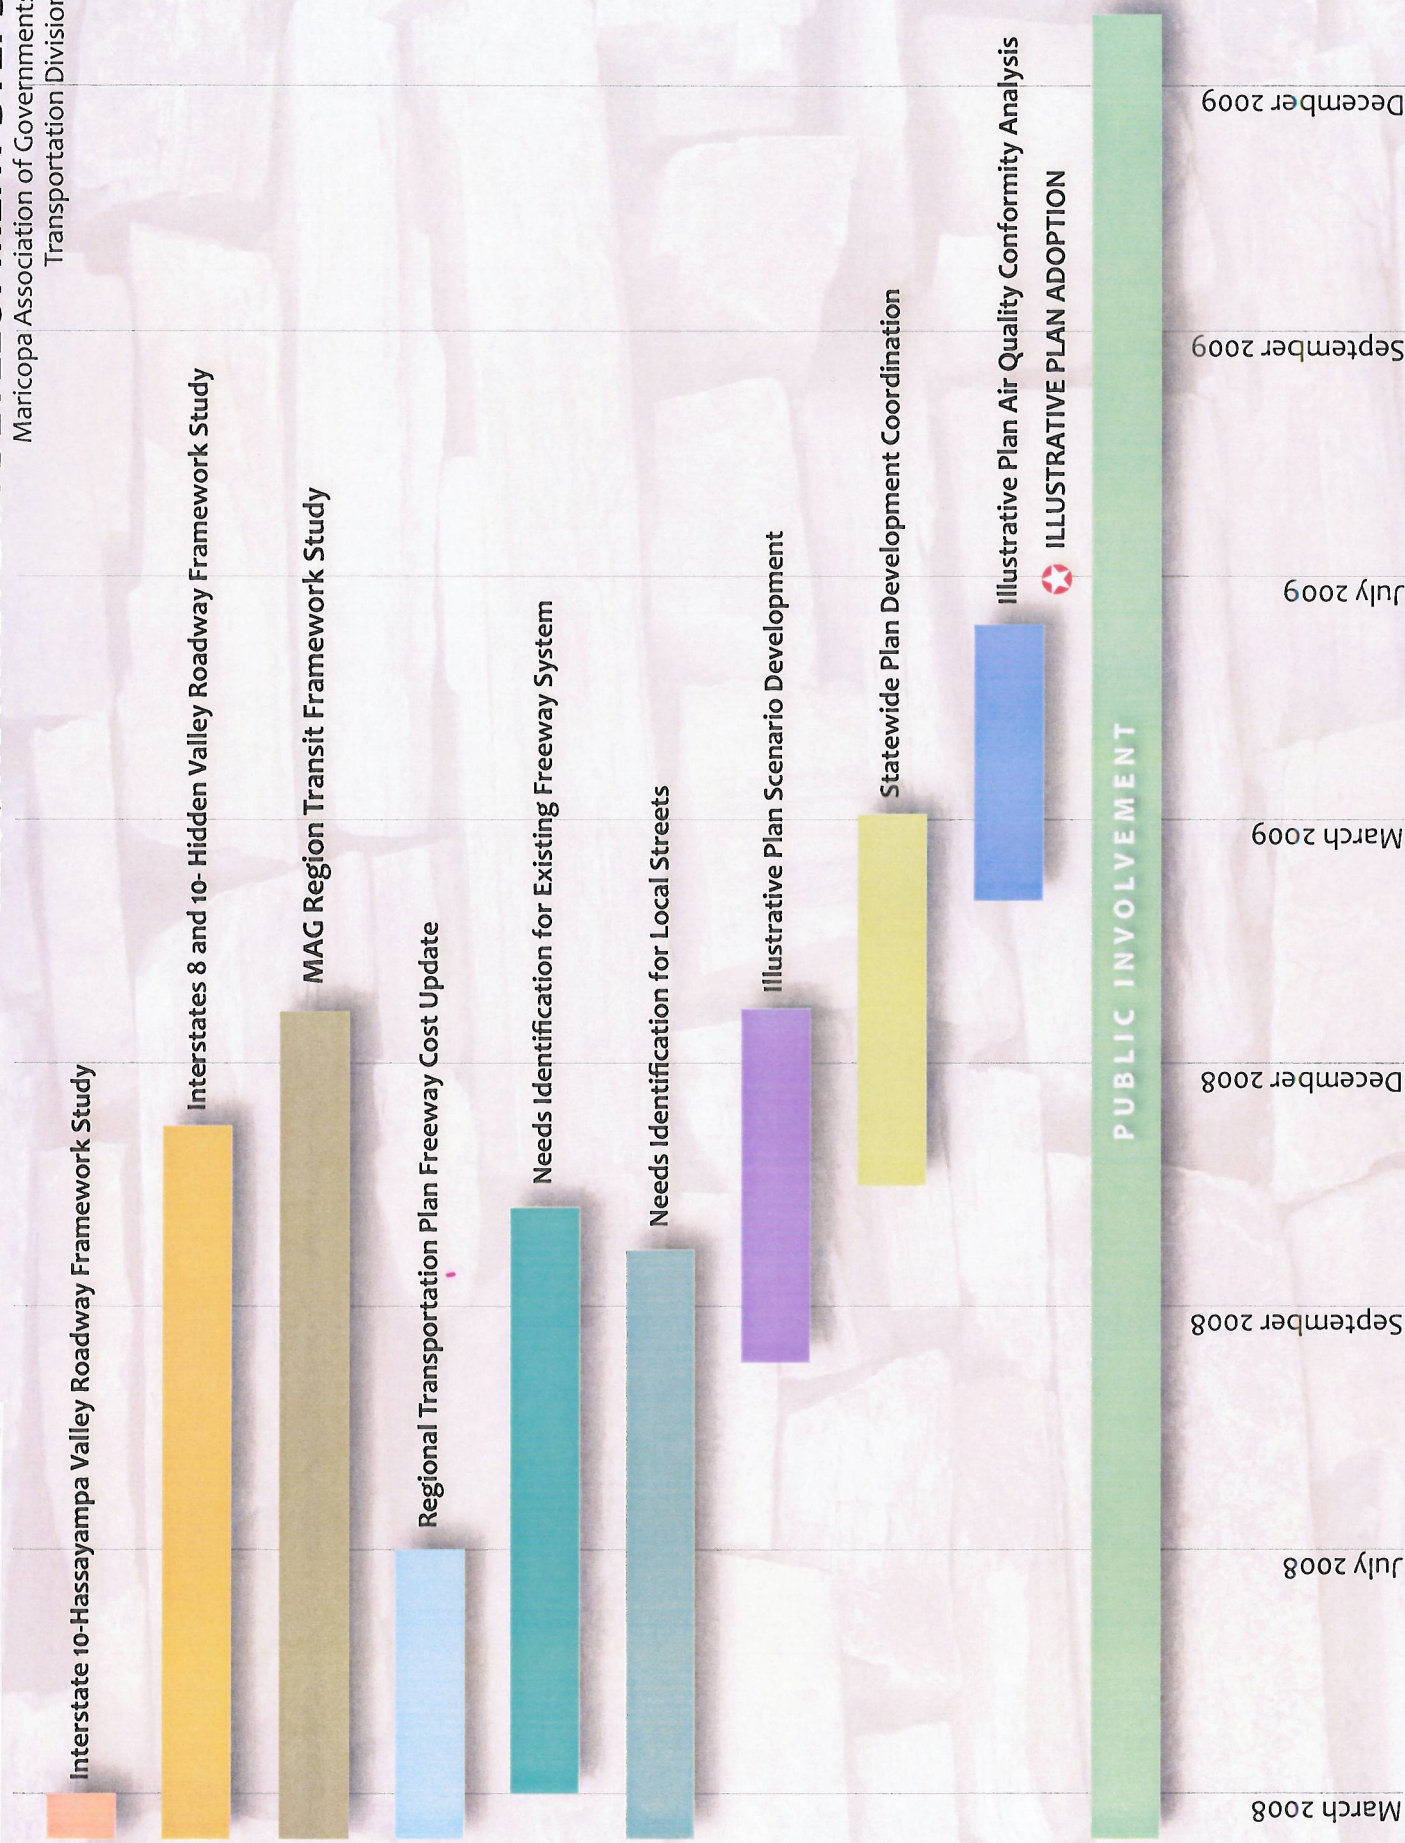 Maricopa Association of Governments
Transportation Division
Interstate 10-Hassayampa Valley Roadway Framework Study
Interstates 8 and 10- Hidden Valley Roadway Framework Study
MAG Region Transit Framework Study
Regional Transportation Plan Freeway Cost Update
Needs Identification for Existing Freeway System
Needs Identification for Local Streets
Illustrative Plan Scenario Development
Statewide Plan Development Coordination
Illustrative Plan Air Quality Conformity Analysis
ILLUSTRATIVE PLAN ADOPTION
PUBLIC INVOLVEMENT
March 2008
July 2008
September 2008
December 2008
March 2009
July 2009
September 2009
December 2009